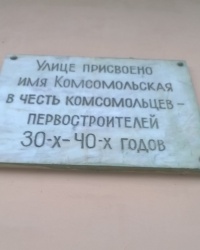 Улице присвоено
имя Комсомольская
в честь комсомольцев –
первостроителей
30-х–40-х годов